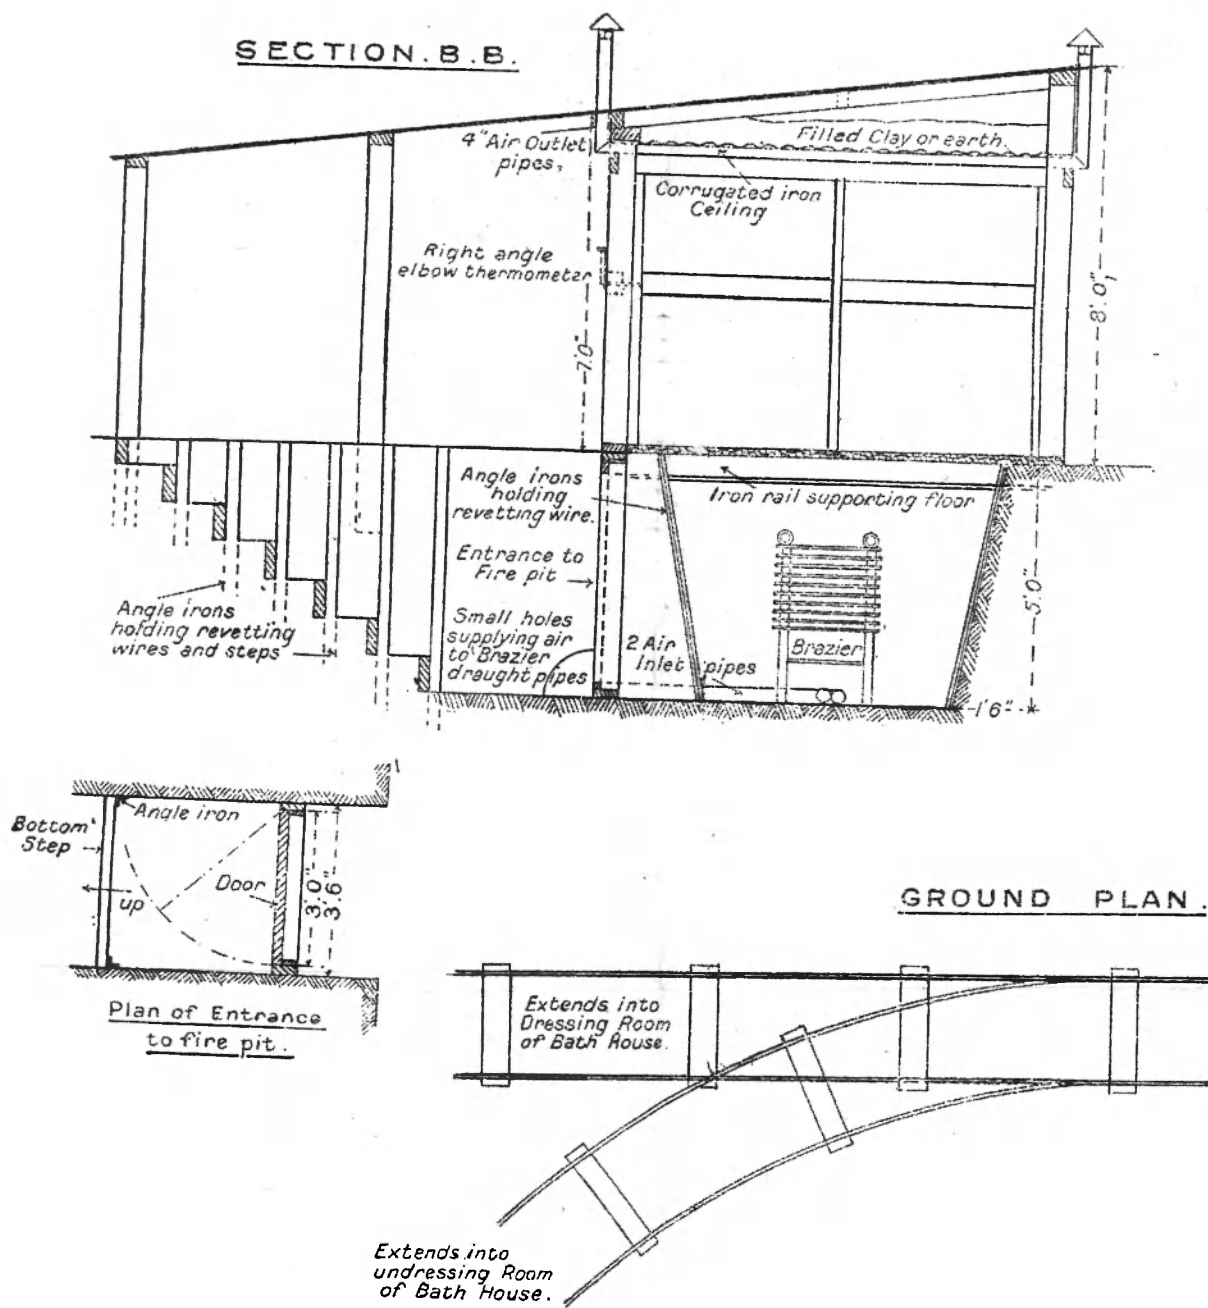 SECTION.B.B.
4" Air Outlet
pipes,
Filled Clay or earth.
Corrugated iron
Ceiling
Right angle
elbow thermometer
7'0"
8'.0"
Angle irons
holding
revetting wire.
Iron rail supporting floor
Entrance to
Fire pit
Angle irons
holding revetting
wires and steps
Small holes
supplying air
to Brazier
draught pipes
2 Air
Inlet pipes
Brazier
5'.0"
1'6"
Angle iron
Bottom
Step
Door
up
3'.0"
3'.6"
Plan of Entrance
to fire pit.
GROUND PLAN.
Extends into
Dressing Room
of Bath House.
Extends into
undressing Room
of Bath House.